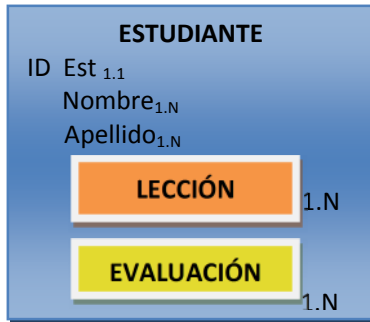 ESTUDIANTE
ID Est 1.1
Nombre1.N
Apellido1.N
LECCIÓN
1.N
EVALUACIÓN
1.N